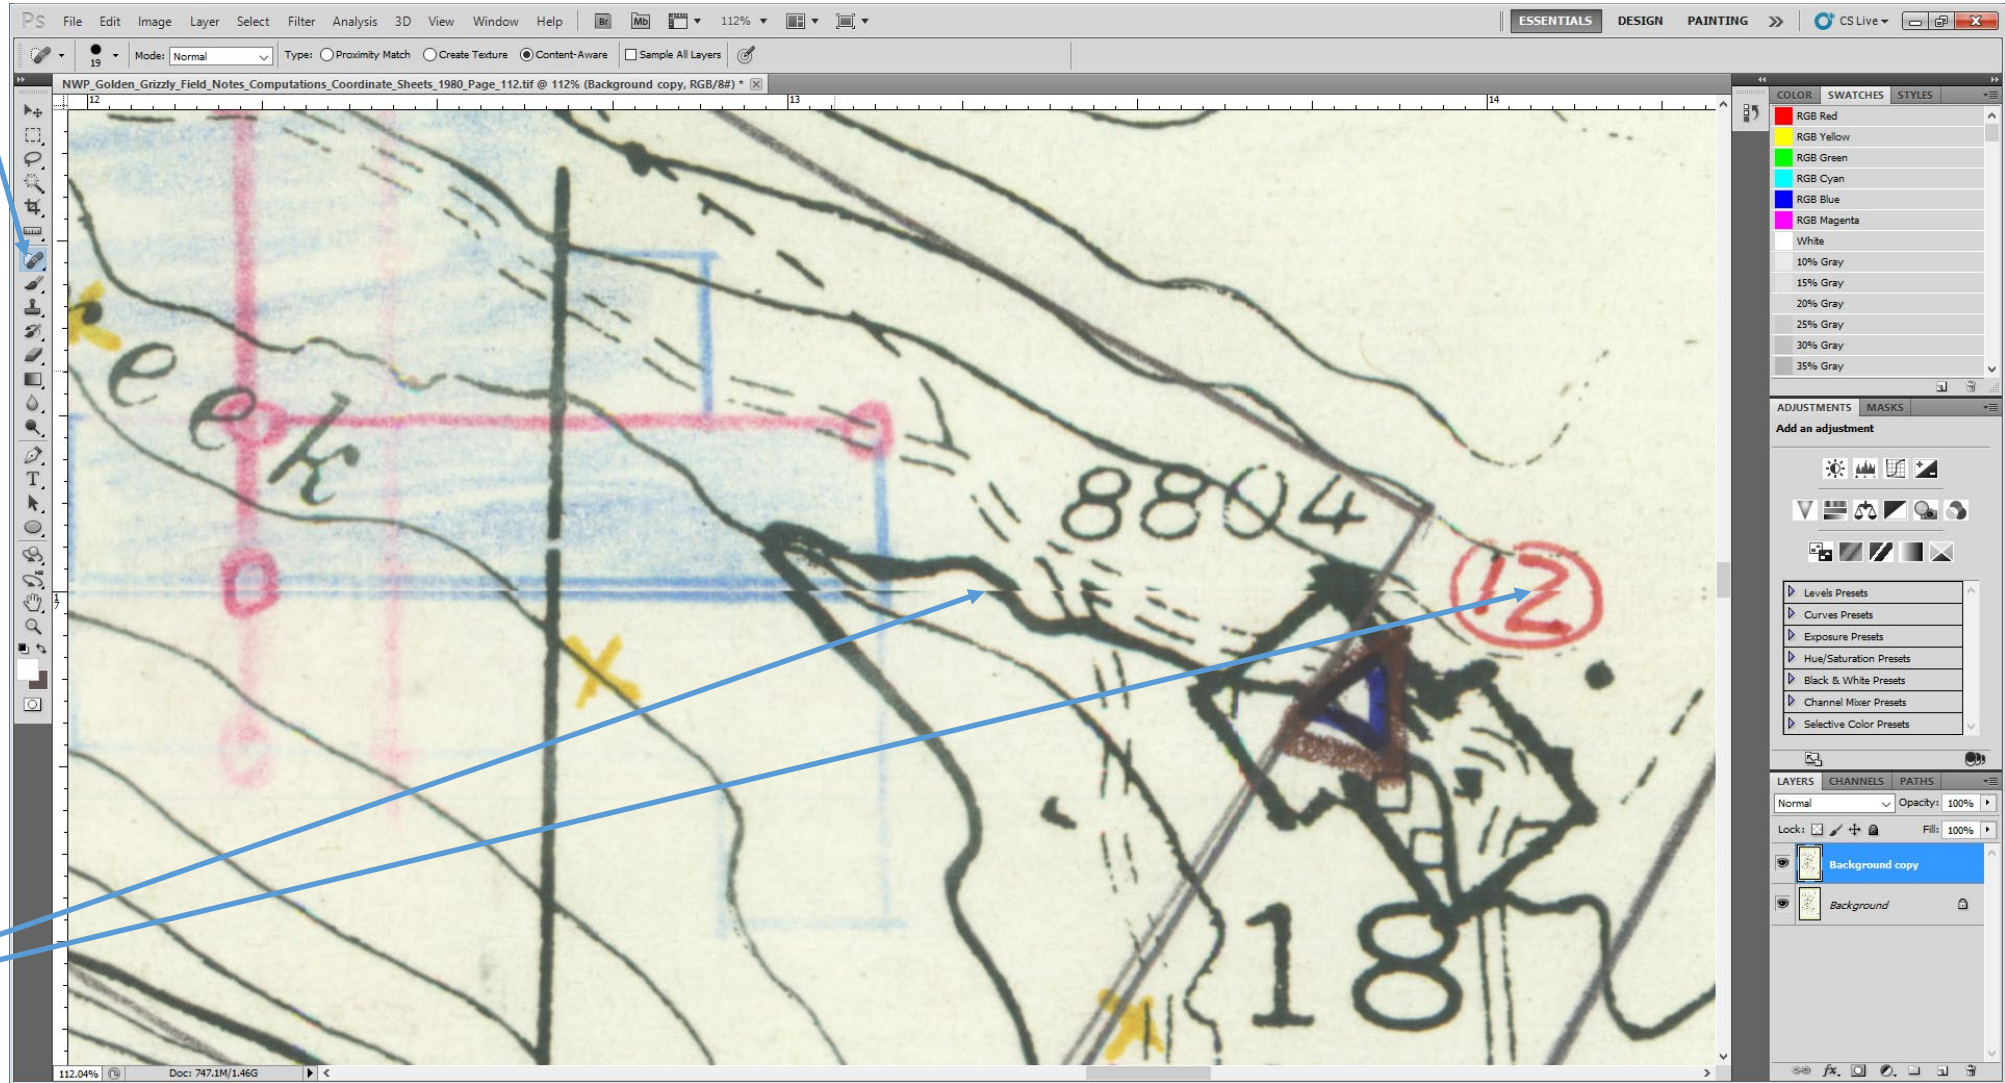 Ps File Edit Image Layer Select Filter Analysis 3D View Window Help Br Mb 112% ESSENTIALS DESIGN PAINTING CS Live
19 Mode: Normal Type: Proximity Match Create Texture Content-Aware Sample All Layers
NWP_Golden_Grizzly_Field_Notes_Computations_Coordinate_Sheets_1980_Page_112.tif @ 112% (Background copy, RGB/8#) *
12 13 14
eek
8804
12
18
COLOR SWATCHES STYLES
RGB Red
RGB Yellow
RGB Green
RGB Cyan
RGB Blue
RGB Magenta
White
10% Gray
15% Gray
20% Gray
25% Gray
30% Gray
35% Gray
ADJUSTMENTS MASKS
Add an adjustment
Levels Presets
Curves Presets
Exposure Presets
Hue/Saturation Presets
Black & White Presets
Channel Mixer Presets
Selective Color Presets
LAYERS CHANNELS PATHS
Normal Opacity: 100%
Lock: Fill: 100%
Background copy
Background
112.04% Doc: 747.1M/1.46G